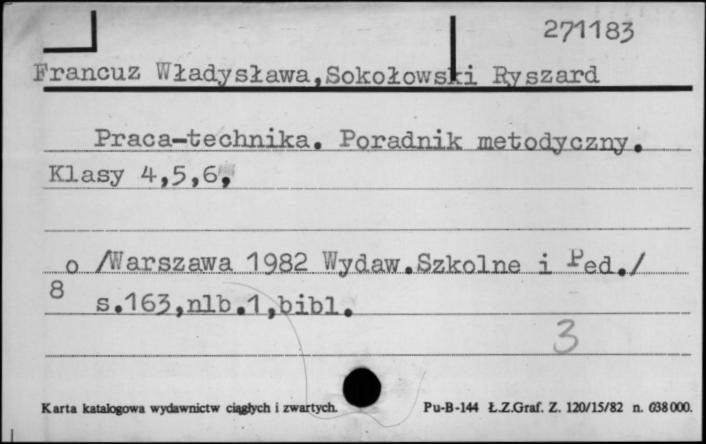 271183
Francuz Władysława,Sokołowski Ryszard
Praca-technika. Poradnik metodyczny.
Klasy 4,5,6,
8o /Warszawa 1982 Wydaw.Szkolne i Ped./
s.163,nlb.1,bibl.
3
Karta katalogowa wydawnictw ciągłych i zwartych. Pu-B-144 Ł.Z.Graf. Z. 120/15/82 n. 638000.